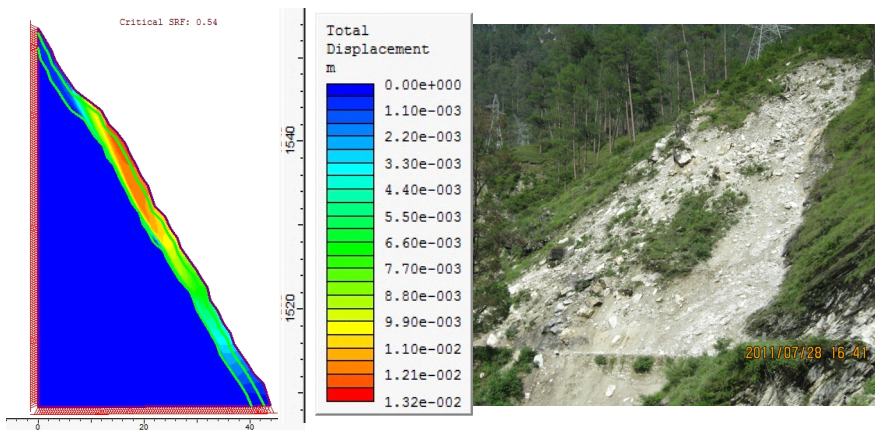 Critical SRF: 0.54
1540
1520
0
20
40
Total
Displacement
m
0.00e+000
1.10e-003
2.20e-003
3.30e-003
4.40e-003
5.50e-003
6.60e-003
7.70e-003
8.80e-003
9.90e-003
1.10e-002
1.21e-002
1.32e-002
2011/07/28 16:41